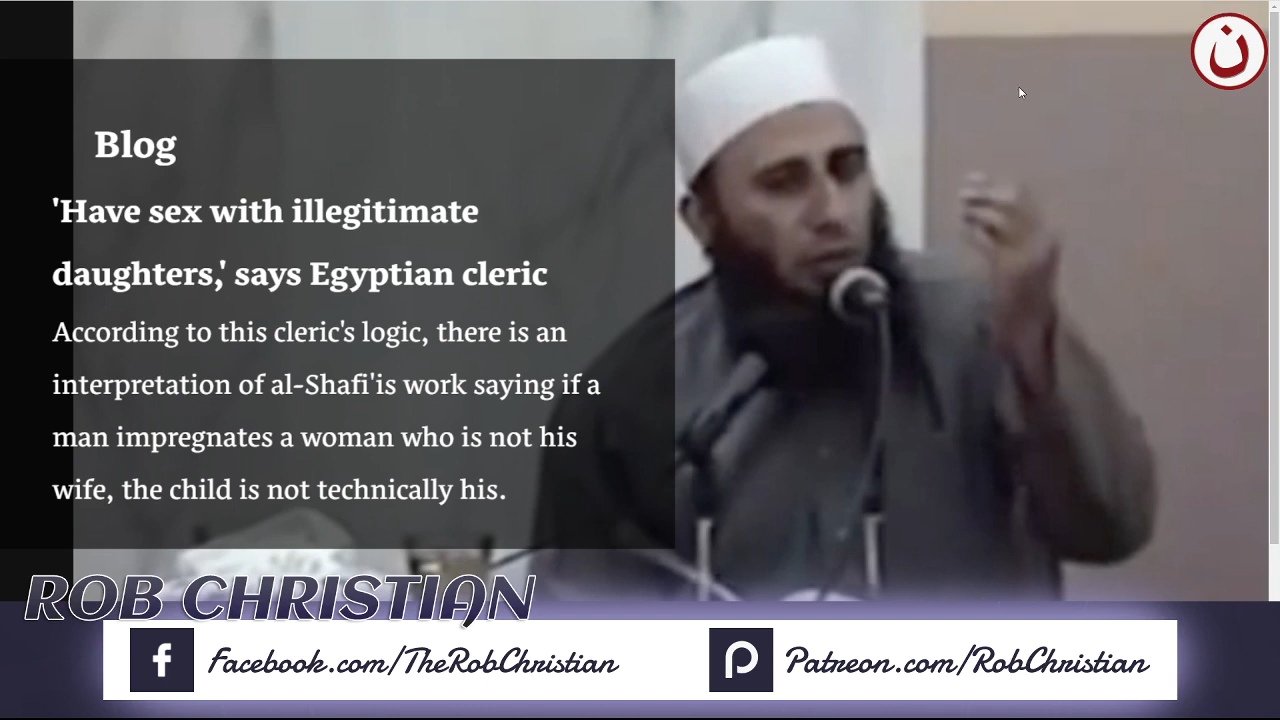 ن
Blog
'Have sex with illegitimate
daughters,' says Egyptian cleric
According to this cleric's logic, there is an
interpretation of al-Shafi'is work saying if a
man impregnates a woman who is not his
wife, the child is not technically his.
ROB CHRISTIAN
Facebook.com/TheRobChristian
Patreon.com/RobChristian